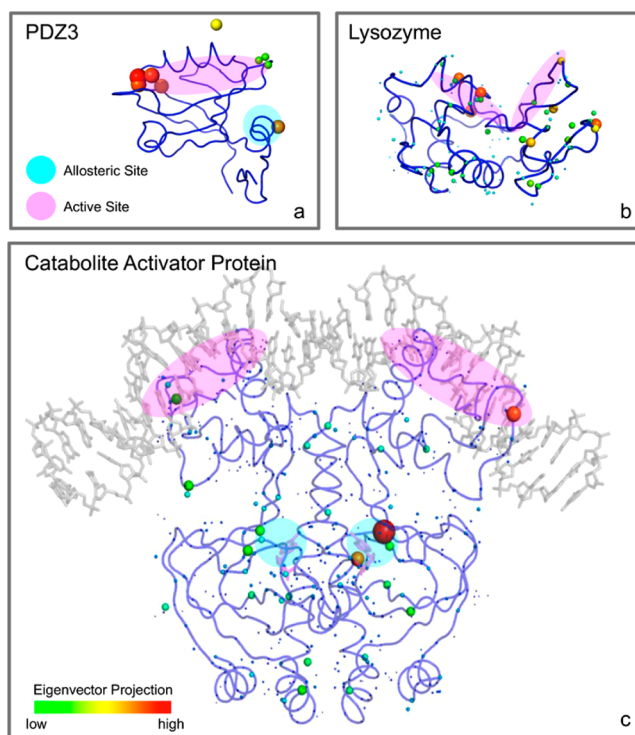 PDZ3
Allosteric Site
Active Site
a
Lysozyme
b
Catabolite Activator Protein
Eigenvector Projection
low
high
c